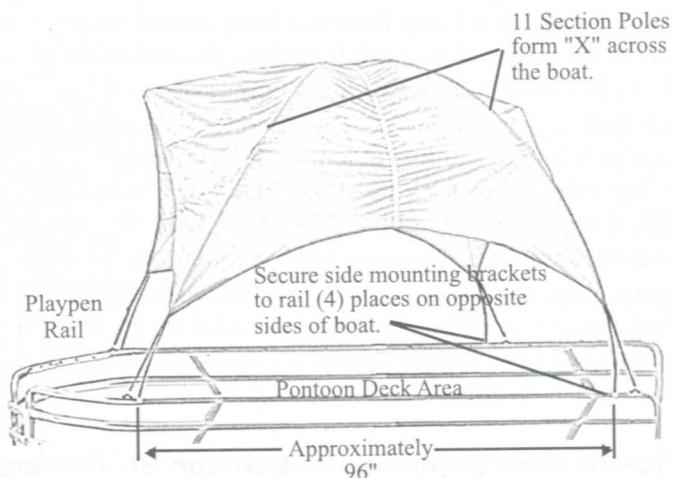 11 Section Poles
form "X" across
the boat.
Secure side mounting brackets
to rail (4) places on opposite
sides of boat.
Playpen
Rail
Pontoon Deck Area
Approximately
96"